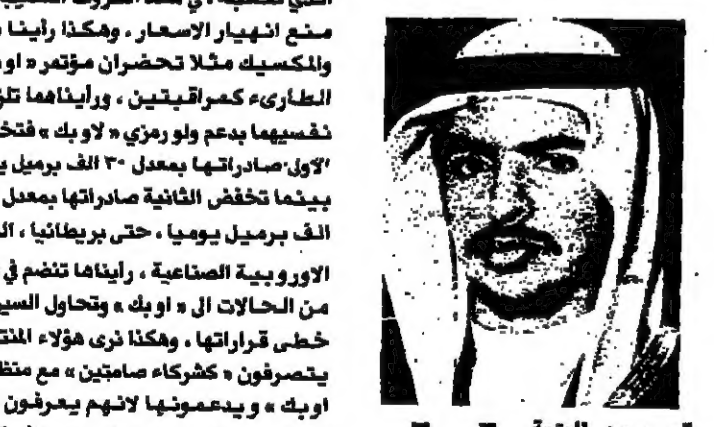 منع انهيار الاسعار . وهكذا رأينا
والمكسيك مثلا تحضران مؤتمر « او
الطارىء كمراقبتين ، ورأيناهما
نفسيهما بدعم ولو رمزي « لاوبك » فتخ
الاولى صادراتها بمعدل ٣٠ الف برميل
بينما تخفض الثانية صادراتها بمعدل
الف برميل يوميا ، حتى بريطانيا ، ال
الاوروبية الصناعية ، رأيناها تنضم في
من الحالات الى « اوبك » وتحاول السير
خطى قراراتها . وهكذا نرى هؤلاء المنت
يتصرفون « كشركاء صامتين » مع منظ
اوبك » ويدعمونها لانهم يعرفون